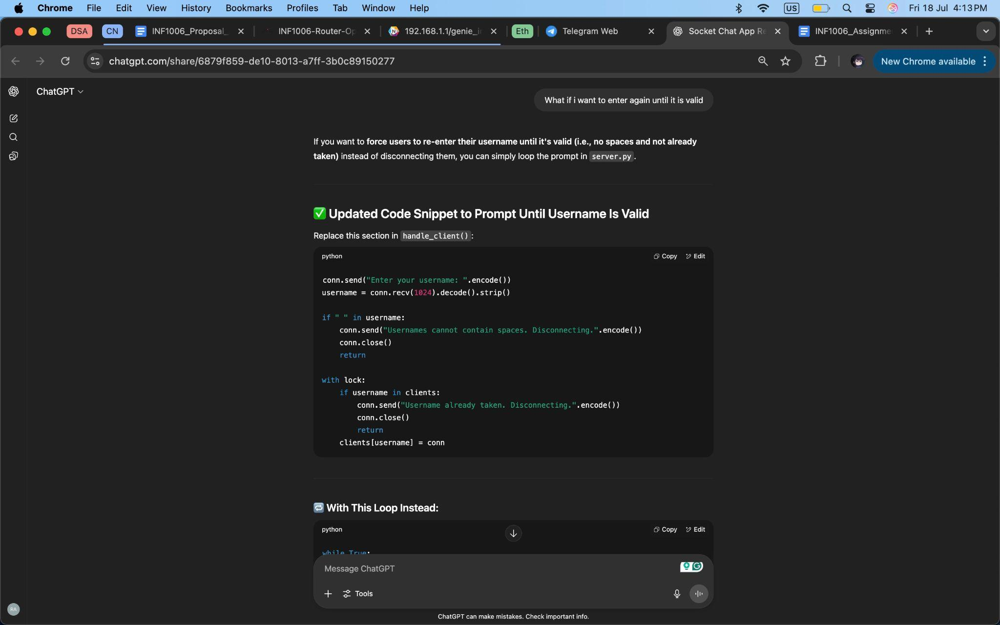 Chrome File Edit View History Bookmarks Profiles Tab Window Help US Fri 18 Jul 4:13 PM
DSA CN INF1006_Proposal_ INF1006-Router-Op 192.168.1.1/genie_i Eth Telegram Web Socket Chat App Re INF1006_Assignme
chatgpt.com/share/6879f859-de10-8013-a7ff-3b0c89150277 New Chrome available
ChatGPT
What if i want to enter again until it is valid
If you want to force users to re-enter their username until it's valid (i.e., no spaces and not already
taken) instead of disconnecting them, you can simply loop the prompt in server.py.
✅ Updated Code Snippet to Prompt Until Username Is Valid
Replace this section in handle_client():
python Copy Edit
conn.send("Enter your username: ".encode())
username = conn.recv(1024).decode().strip()
if " " in username:
    conn.send("Usernames cannot contain spaces. Disconnecting.".encode())
    conn.close()
    return
with lock:
    if username in clients:
        conn.send("Username already taken. Disconnecting.".encode())
        conn.close()
        return
    clients[username] = conn
🔁 With This Loop Instead:
python Copy Edit
while True:
Message ChatGPT
Tools
RA
ChatGPT can make mistakes. Check important info.